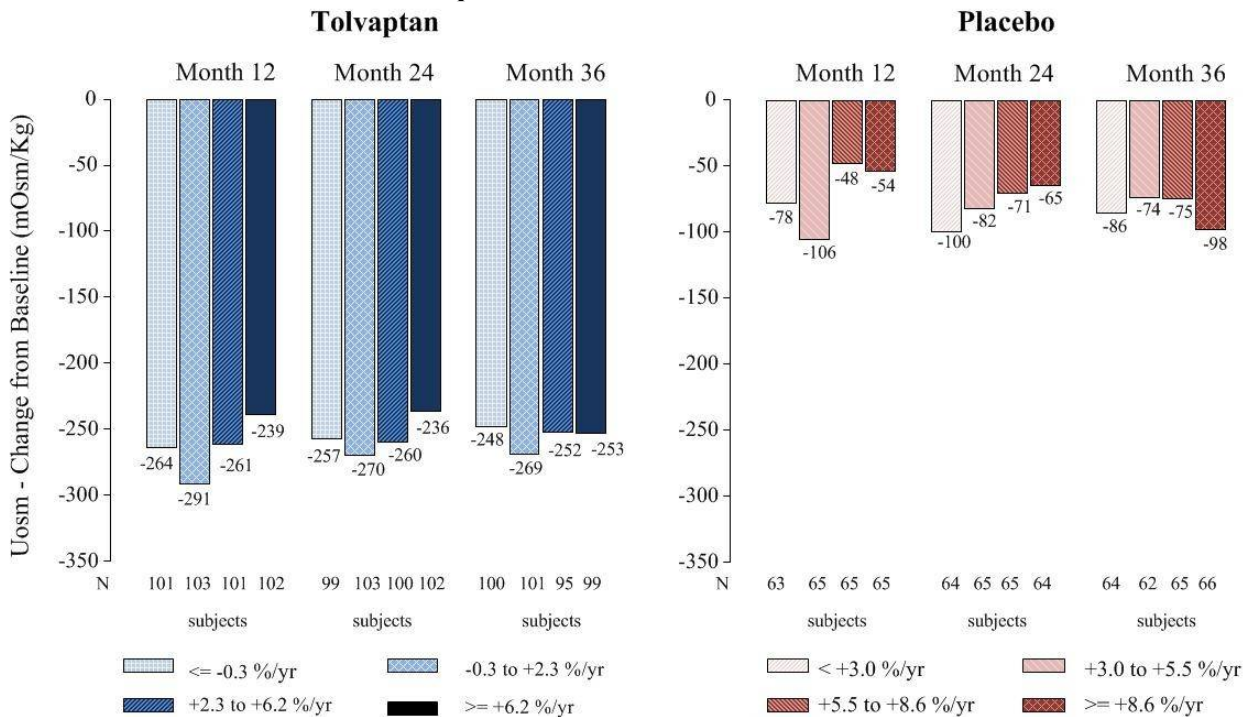 Tolvaptan
Placebo
Month 12 Month 24 Month 36
Month 12 Month 24 Month 36
Uosm - Change from Baseline (mOsm/Kg)
0
-50
-100
-150
-200
-250
-300
-350
-264 -291 -261 -239
-257 -270 -260 -236
-248 -269 -252 -253
0
-50
-100
-150
-200
-250
-300
-350
-78 -106 -48 -54
-100 -82 -71 -65
-86 -74 -75 -98
N 101 103 101 102 99 103 100 102 100 101 95 99
subjects subjects subjects
N 63 65 65 65 64 65 65 64 64 62 65 66
subjects subjects subjects
<= -0.3 %/yr -0.3 to +2.3 %/yr
+2.3 to +6.2 %/yr >= +6.2 %/yr
< +3.0 %/yr +3.0 to +5.5 %/yr
+5.5 to +8.6 %/yr >= +8.6 %/yr